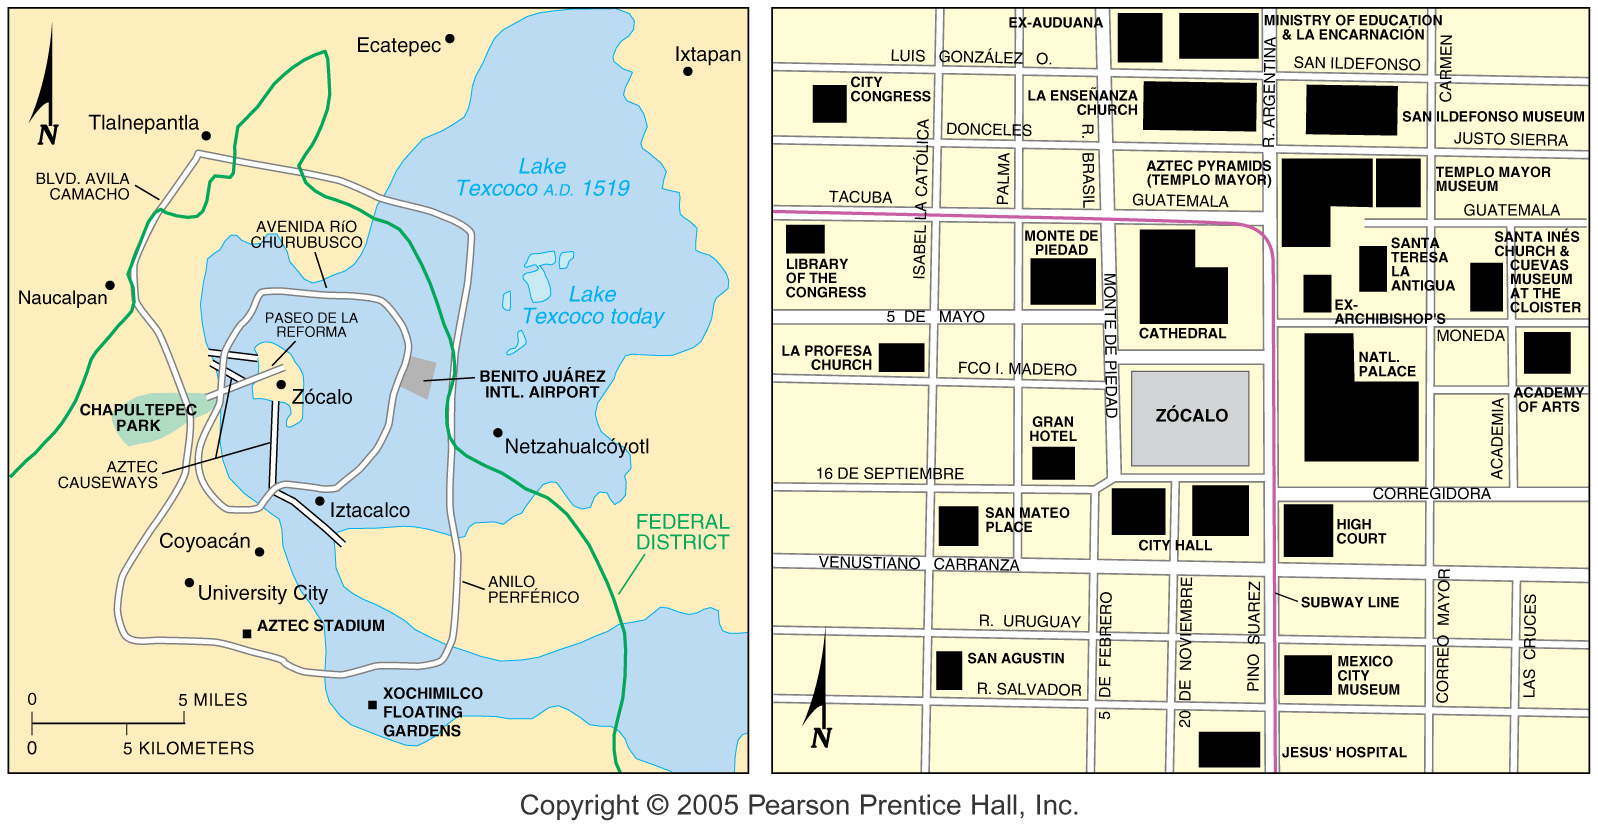 Ecatepec
Ixtapan
N
Tlalnepantla
BLVD. AVILA
CAMACHO
Lake
Texcoco A.D. 1519
AVENIDA RíO
CHURUBUSCO
Naucalpan
Lake
Texcoco today
PASEO DE LA
REFORMA
BENITO JUÁREZ
INTL. AIRPORT
Zócalo
CHAPULTEPEC
PARK
Netzahualcóyotl
AZTEC
CAUSEWAYS
Iztacalco
FEDERAL
DISTRICT
Coyoacán
University City
ANILO
PERFÉRICO
AZTEC STADIUM
XOCHIMILCO
FLOATING
GARDENS
0
5 MILES
0
5 KILOMETERS
EX-AUDUANA
MINISTRY OF EDUCATION
& LA ENCARNACIÓN
LUIS GONZÁLEZ O.
SAN ILDEFONSO
CARMEN
R. ARGENTINA
CITY
CONGRESS
LA ENSEÑANZA
CHURCH
SAN ILDEFONSO MUSEUM
DONCELES
JUSTO SIERRA
ISABEL LA CATÓLICA
PALMA
R. BRASIL
AZTEC PYRAMIDS
(TEMPLO MAYOR)
TEMPLO MAYOR
MUSEUM
TACUBA
GUATEMALA
GUATEMALA
LIBRARY
OF THE
CONGRESS
MONTE DE
PIEDAD
SANTA
TERESA
LA
ANTIGUA
SANTA INÉS
CHURCH &
CUEVAS
MUSEUM
AT THE
CLOISTER
MONTE DE PIEDAD
EX-
ARCHIBISHOP'S
5 DE MAYO
CATHEDRAL
MONEDA
LA PROFESA
CHURCH
FCO I. MADERO
NATL.
PALACE
ACADEMY
OF ARTS
ZÓCALO
GRAN
HOTEL
ACADEMIA
16 DE SEPTIEMBRE
CORREGIDORA
SAN MATEO
PLACE
CITY HALL
HIGH
COURT
VENUSTIANO CARRANZA
SUBWAY LINE
R. URUGUAY
5 DE FEBRERO
20 DE NOVIEMBRE
PINO SUAREZ
CORREO MAYOR
LAS CRUCES
SAN AGUSTIN
R. SALVADOR
MEXICO
CITY
MUSEUM
N
JESUS' HOSPITAL
Copyright © 2005 Pearson Prentice Hall, Inc.